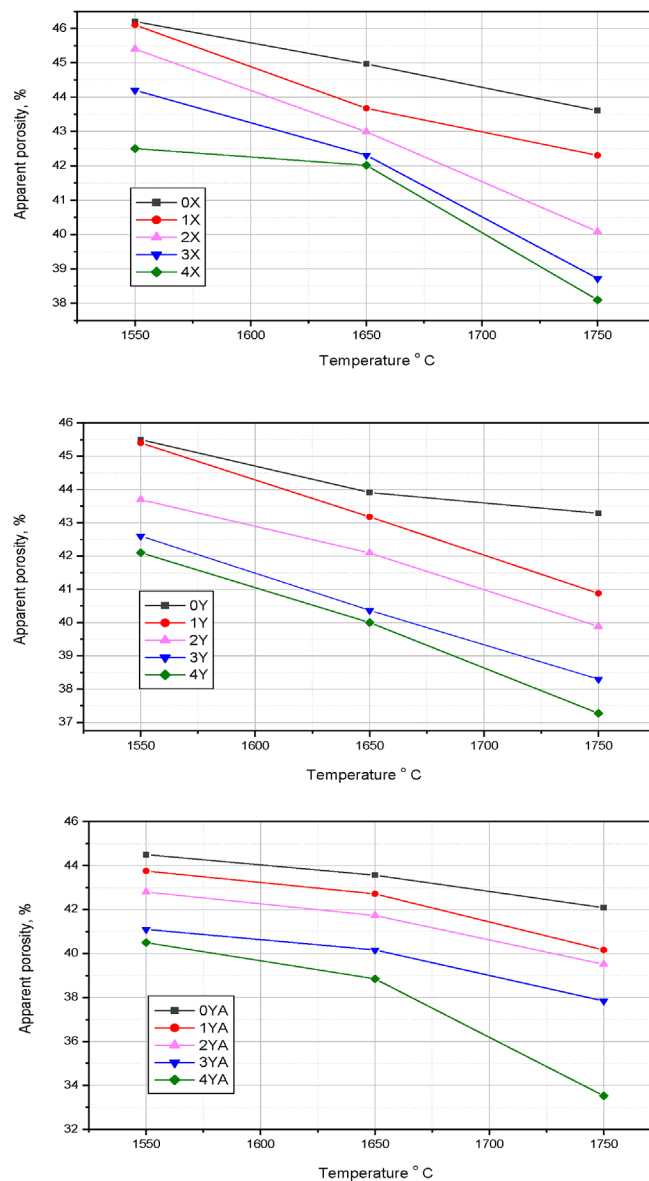 46
45
44
43
42
41
40
39
38
Apparent porosity, %
0X
1X
2X
3X
4X
1550
1600
1650
1700
1750
Temperature ° C
46
45
44
43
42
41
40
39
38
37
Apparent porosity, %
0Y
1Y
2Y
3Y
4Y
1550
1600
1650
1700
1750
Temperature ° C
46
44
42
40
38
36
34
32
Apparent porosity, %
0YA
1YA
2YA
3YA
4YA
1550
1600
1650
1700
1750
Temperature ° C